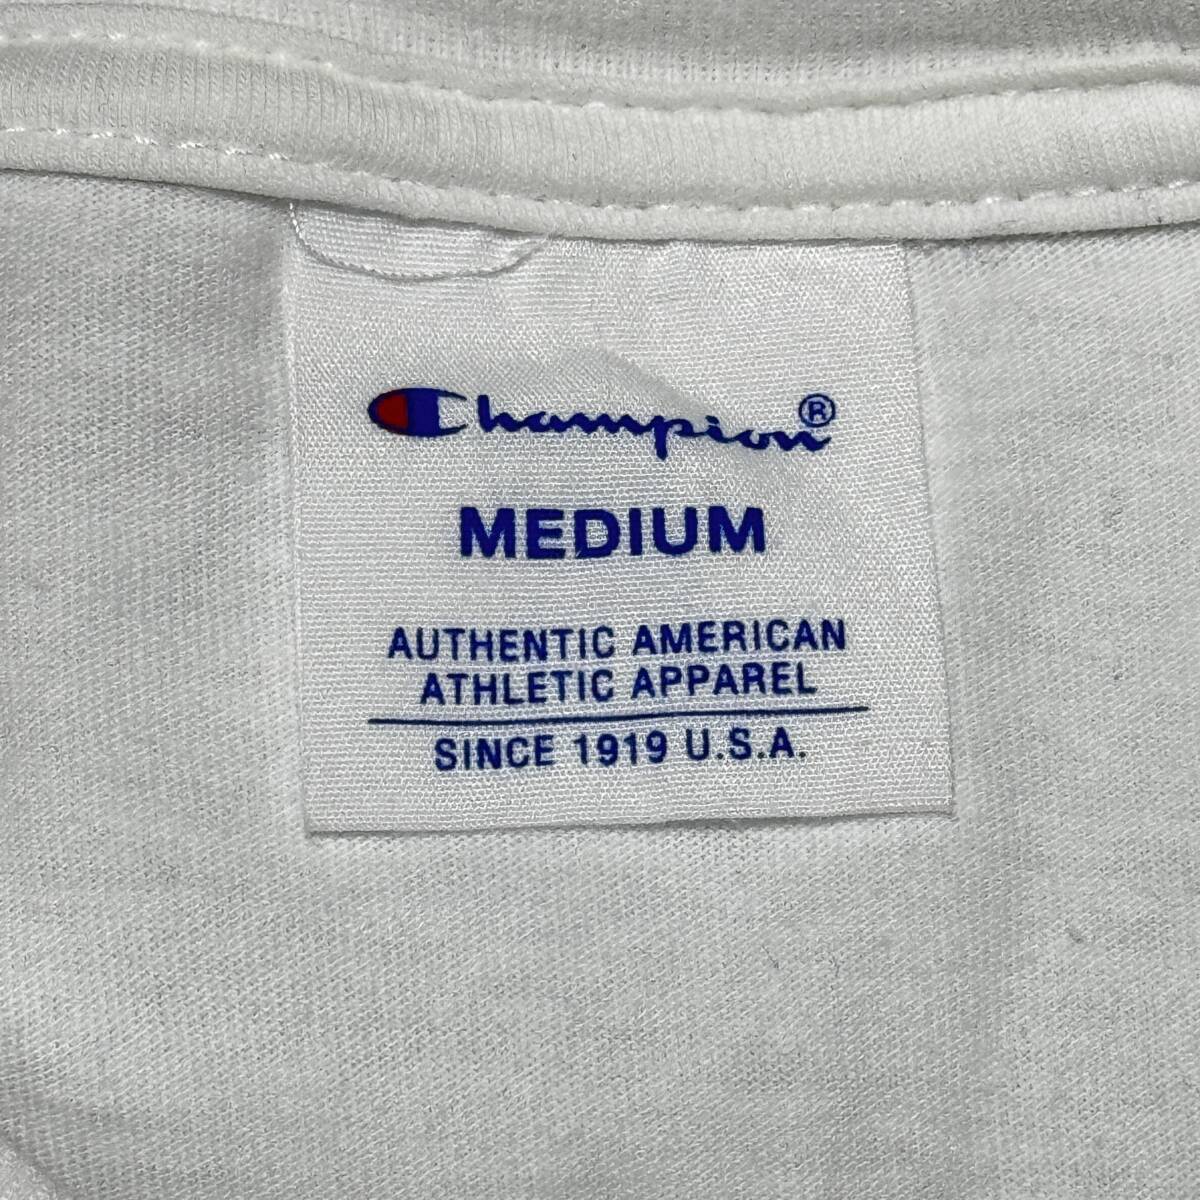 Champion®
MEDIUM
AUTHENTIC AMERICAN
ATHLETIC APPAREL
SINCE 1919 U.S.A.